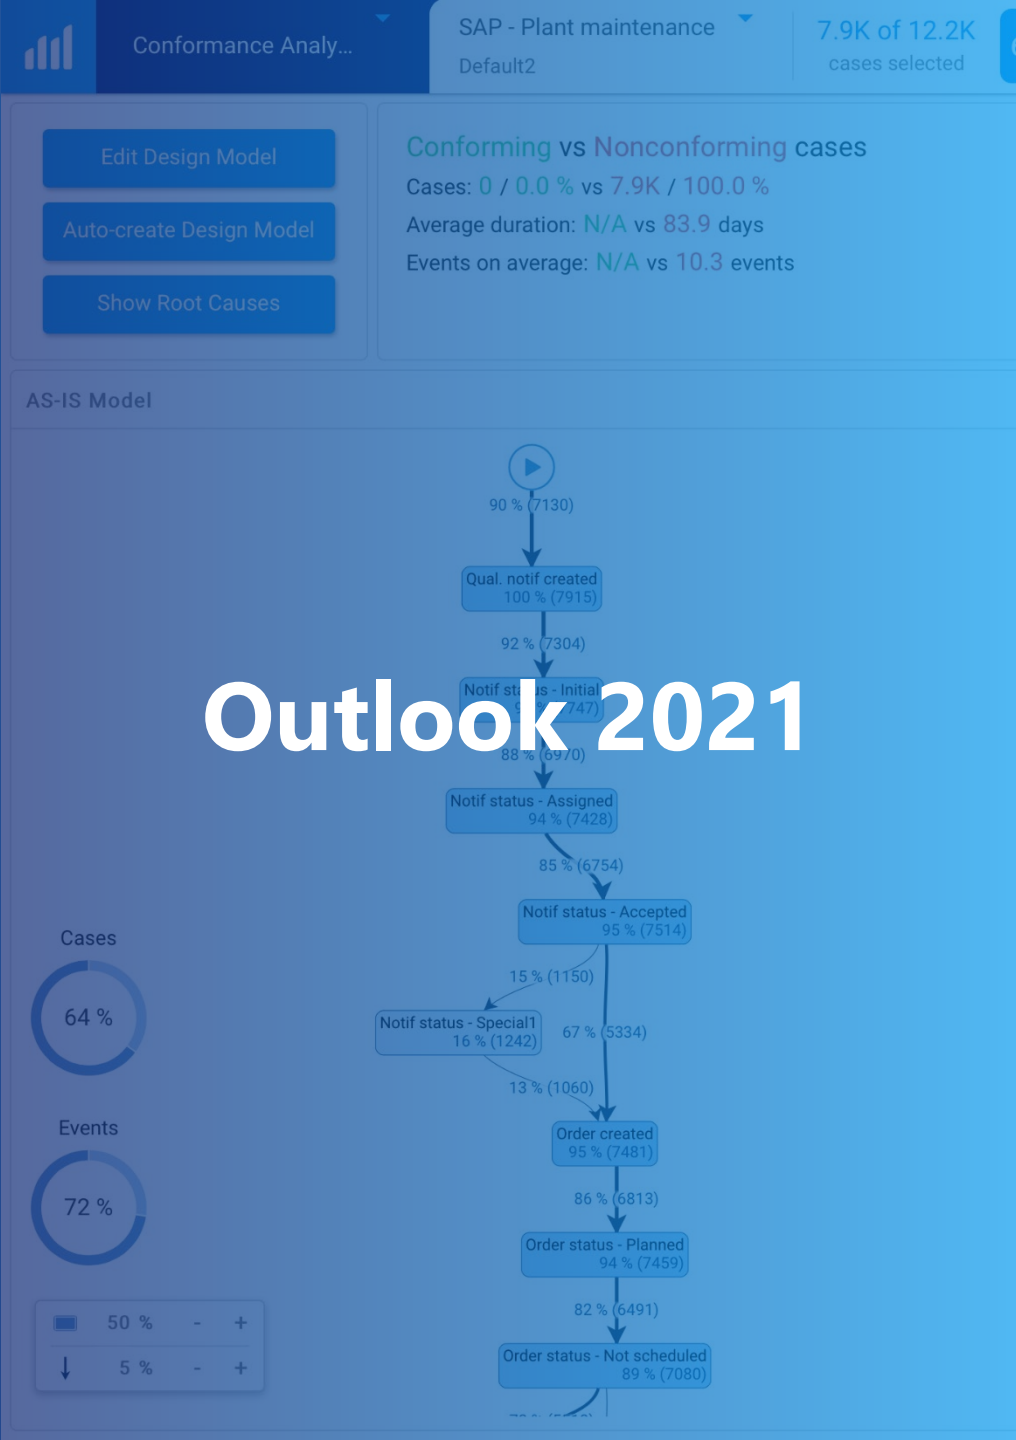 Conformance Analy...
SAP - Plant maintenance
Default2
7.9K of 12.2K
cases selected
Edit Design Model
Auto-create Design Model
Show Root Causes
Conforming vs Nonconforming cases
Cases: 0 / 0.0 % vs 7.9K / 100.0 %
Average duration: N/A vs 83.9 days
Events on average: N/A vs 10.3 events
AS-IS Model
90 % (7130)
Qual. notif created
100 % (7915)
92 % (7304)
Notif status - Initial
Outlook 2021
88 % (6970)
Notif status - Assigned
94 % (7428)
85 % (6754)
Notif status - Accepted
95 % (7514)
15 % (1150)
Notif status - Special1
16 % (1242)
67 % (5334)
13 % (1060)
Order created
95 % (7481)
86 % (6813)
Order status - Planned
94 % (7459)
82 % (6491)
Order status - Not scheduled
89 % (7080)
Cases
64 %
Events
72 %
50 % - +
5 % - +